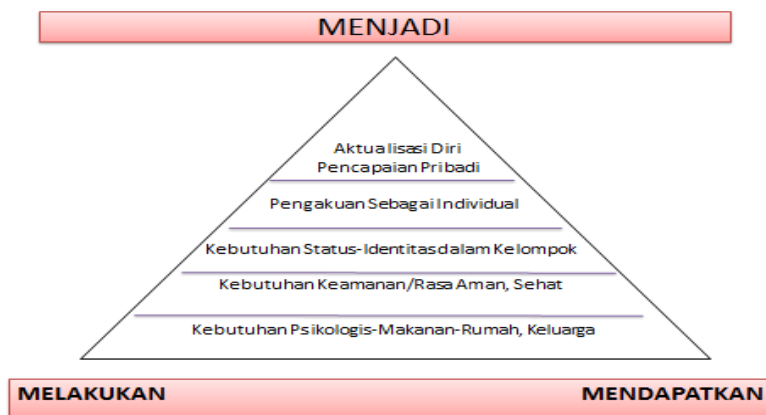 MENJADI
Aktualisasi Diri
Pencapaian Pribadi
Pengakuan Sebagai Individual
Kebutuhan Status-Identitas dalam Kelompok
Kebutuhan Keamanan/Rasa Aman, Sehat
Kebutuhan Psikologis-Makanan-Rumah, Keluarga
MELAKUKAN MENDAPATKAN